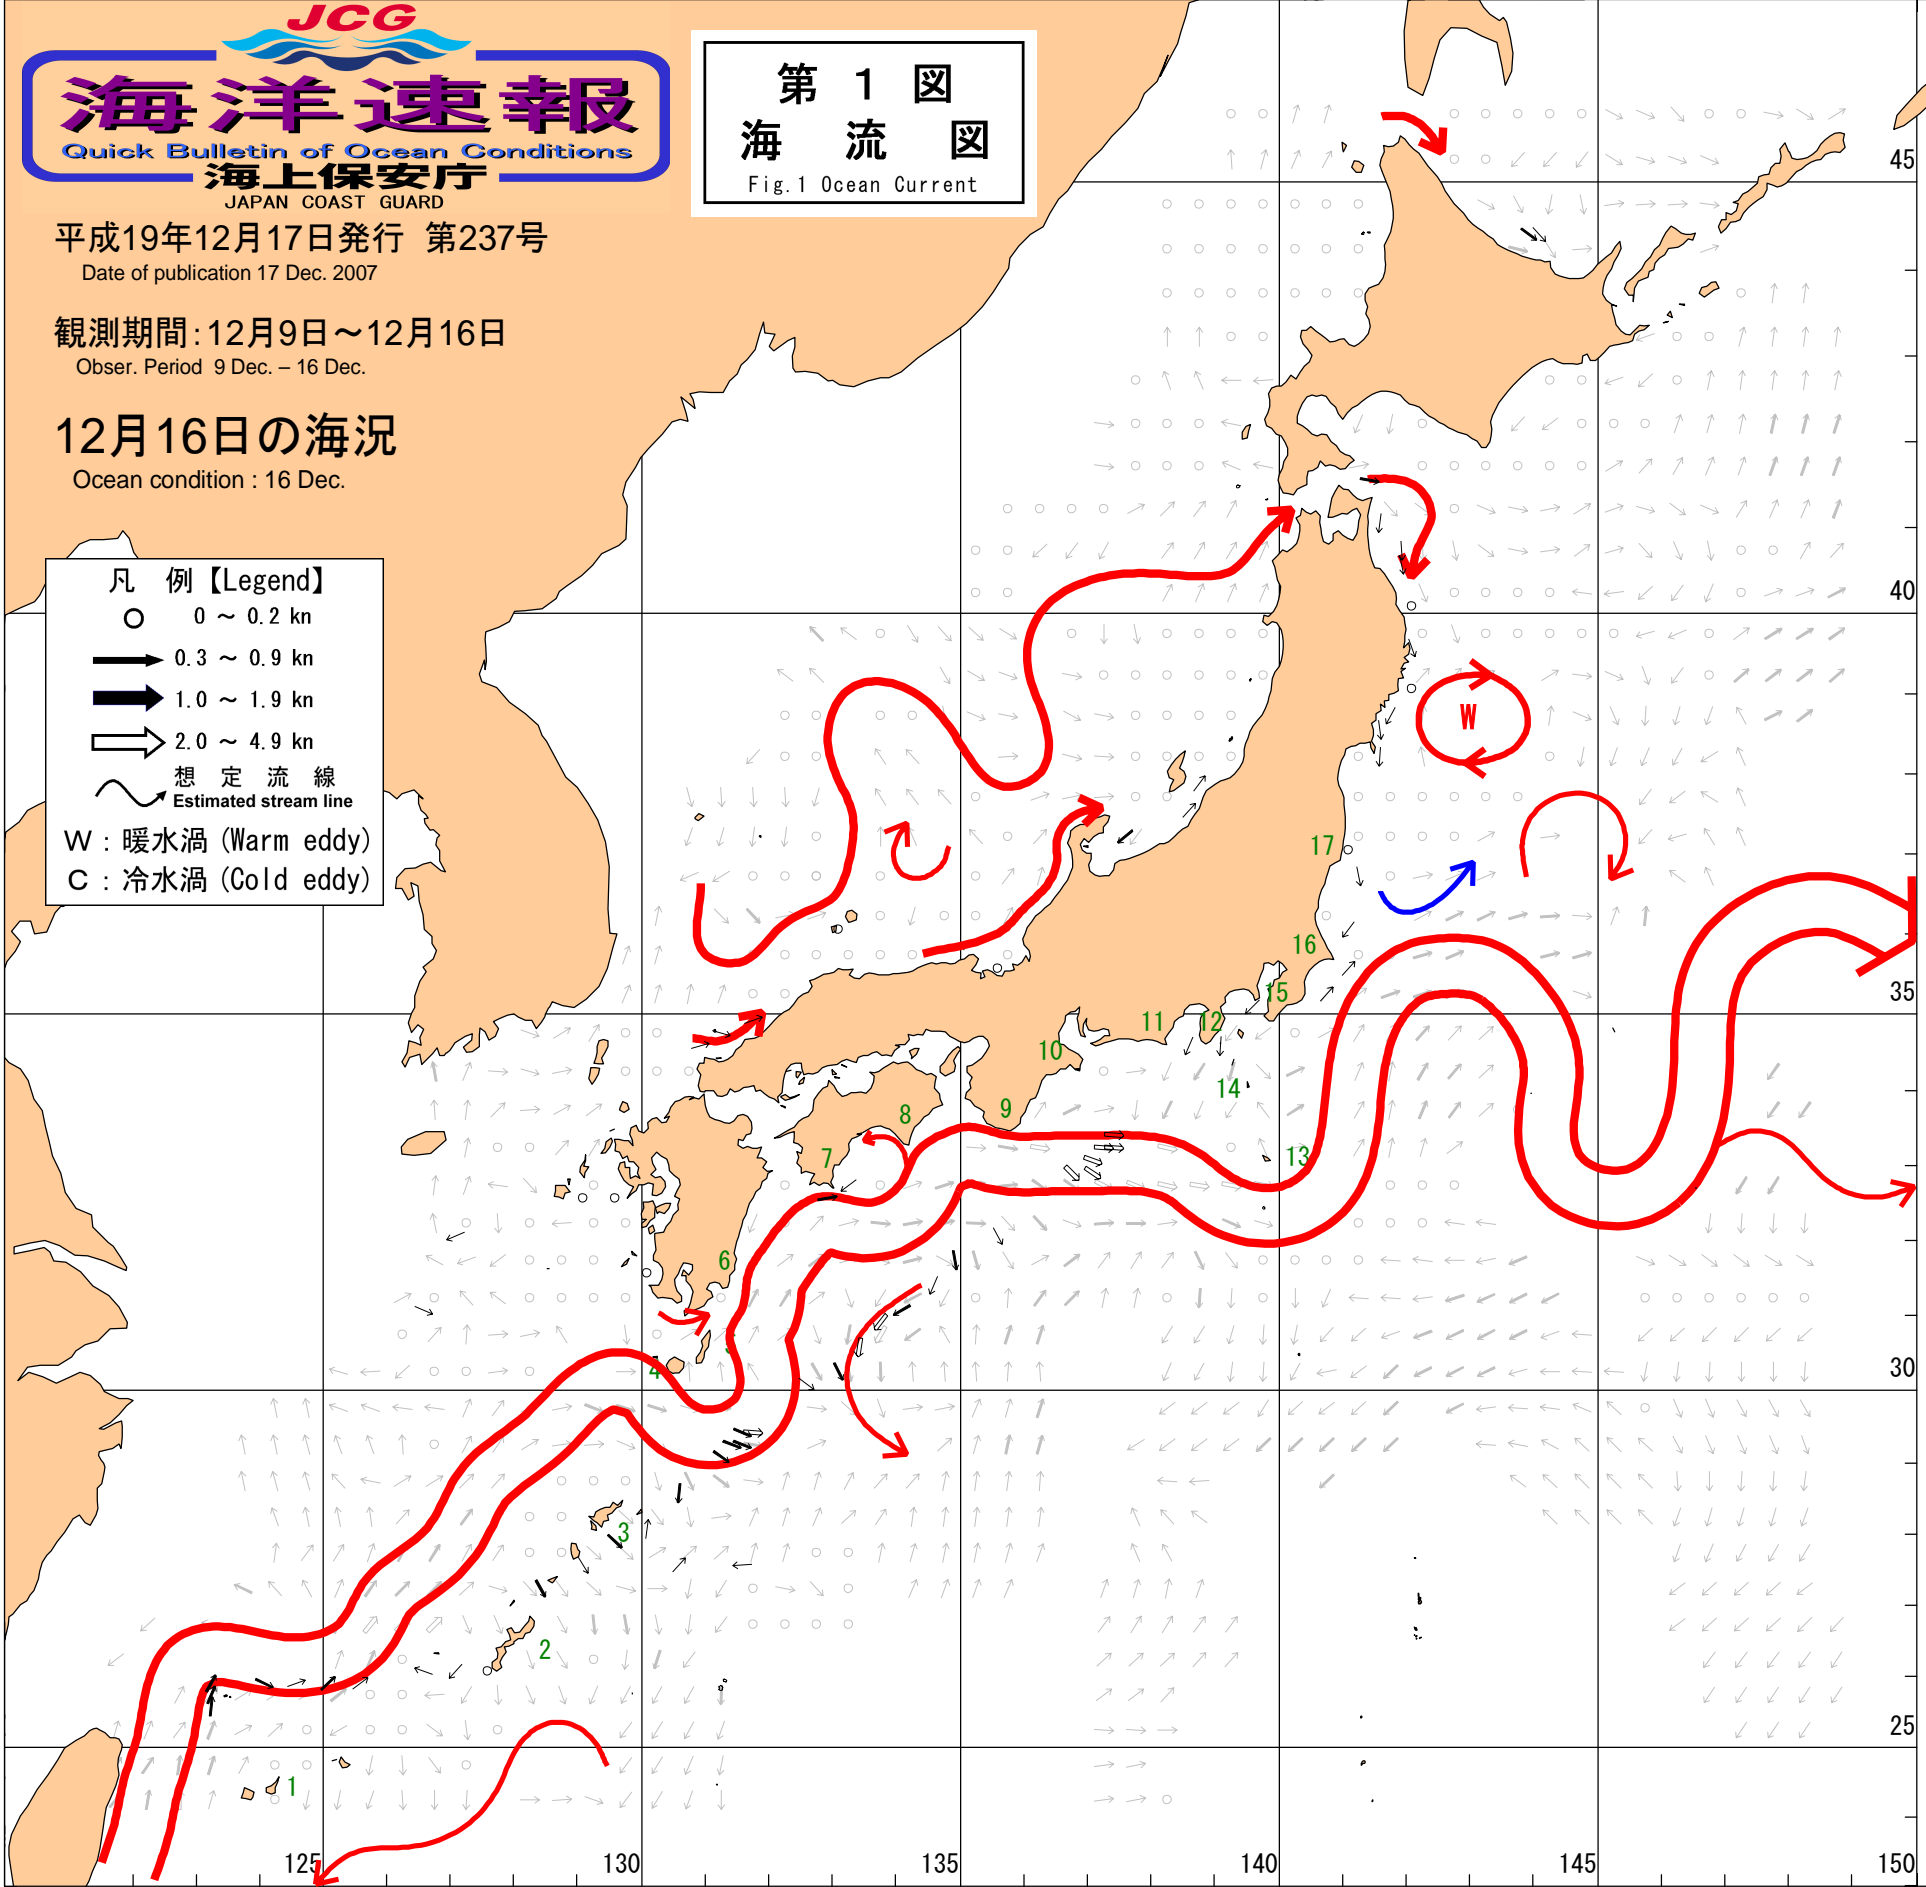 JCG
海洋速報
Quick Bulletin of Ocean Conditions
海上保安庁
JAPAN COAST GUARD
平成19年12月17日発行 第237号
Date of publication 17 Dec. 2007
観測期間:12月9日～12月16日
Obser. Period 9 Dec. – 16 Dec.
12月16日の海況
Ocean condition : 16 Dec.
第 1 図
海 流 図
Fig.1 Ocean Current
凡 例【Legend】
0 ～ 0.2 kn
0.3 ～ 0.9 kn
1.0 ～ 1.9 kn
2.0 ～ 4.9 kn
想 定 流 線
Estimated stream line
W : 暖水渦 (Warm eddy)
C : 冷水渦 (Cold eddy)
45
40
W
17
16
35
15
11
12
10
14
9
8
7
13
6
30
4
3
2
25
1
125
130
135
140
145
150